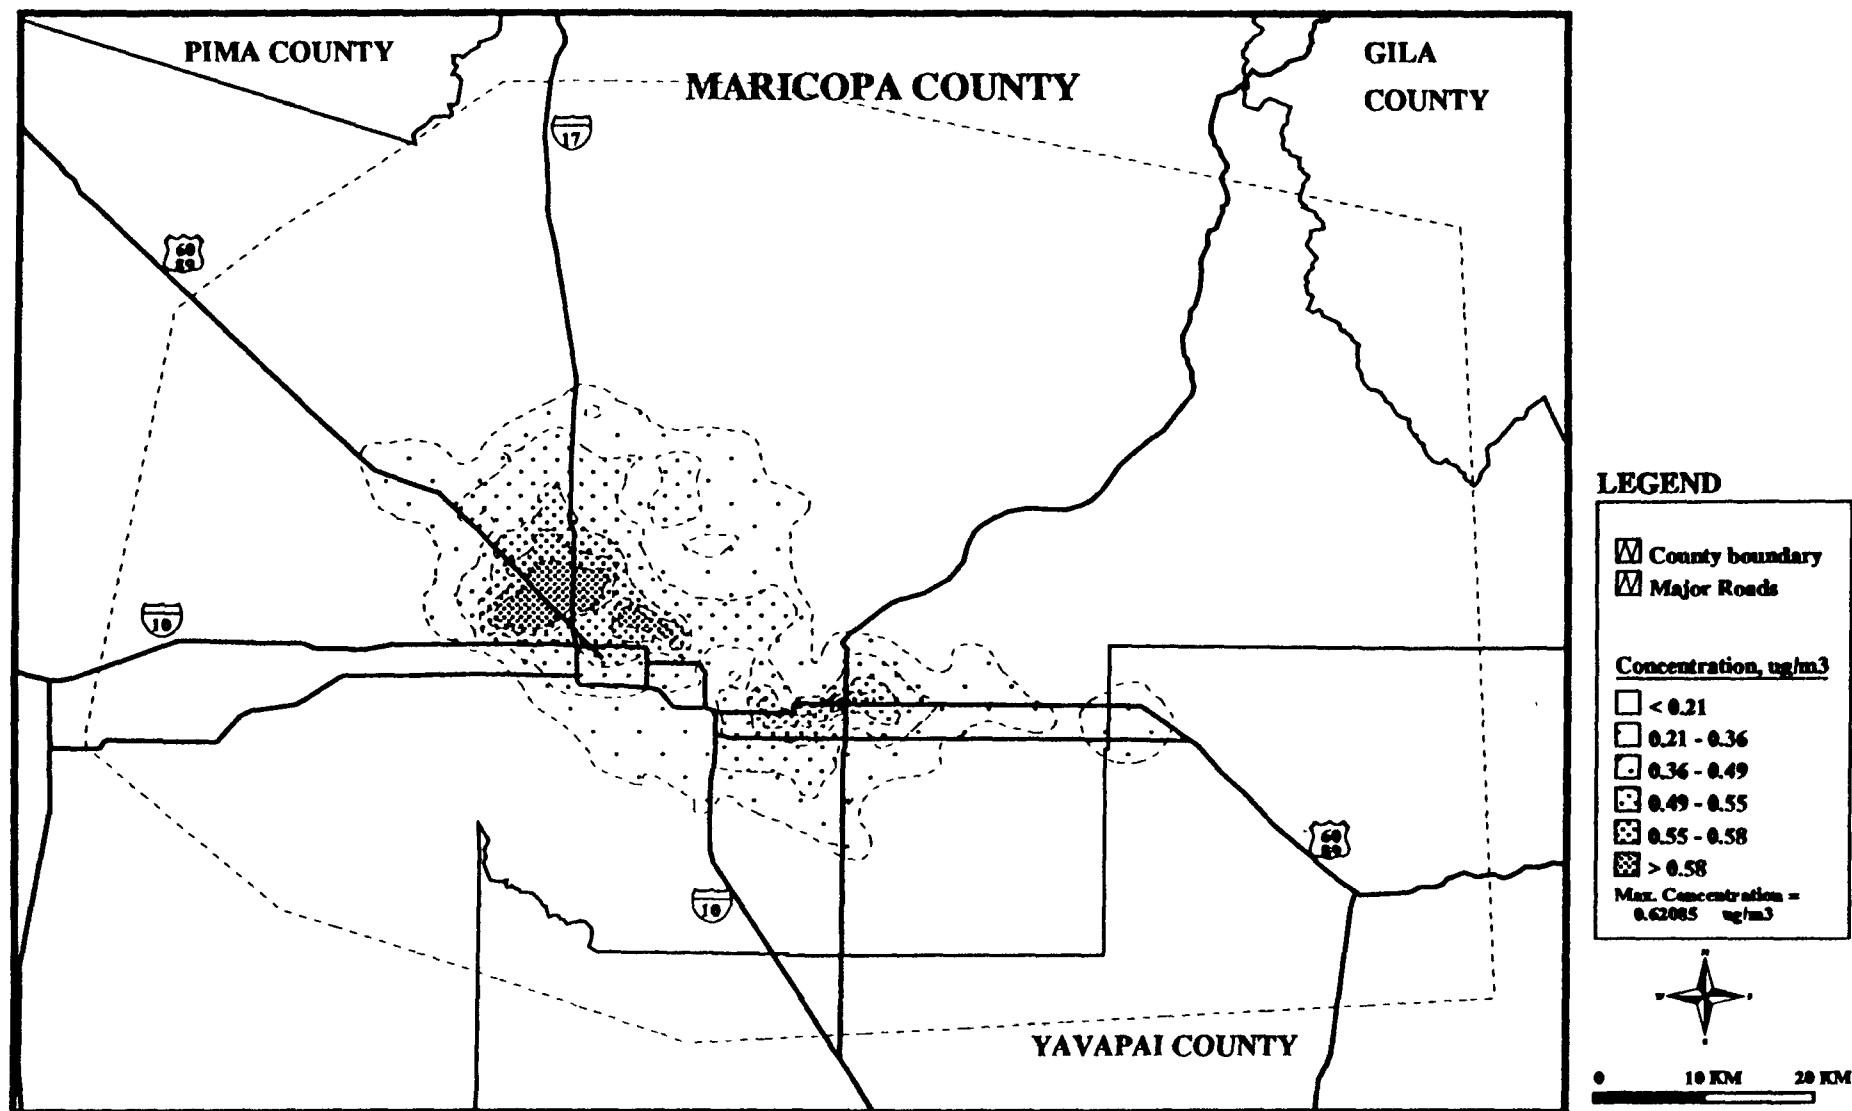 PIMA COUNTY
MARICOPA COUNTY
GILA
COUNTY
17
60
89
10
60
89
10
YAVAPAI COUNTY
LEGEND
County boundary
Major Roads
Concentration, ug/m3
< 0.21
0.21 - 0.36
0.36 - 0.49
0.49 - 0.55
0.55 - 0.58
> 0.58
Max. Concentration =
0.62085 ug/m3
N
W
S
0 10 KM 20 KM